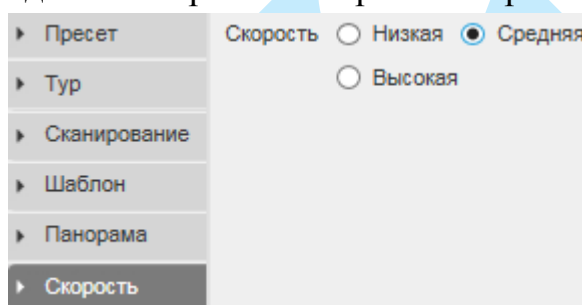 Пресет
Скорость Низкая Средняя
Тур
Высокая
Сканирование
Шаблон
Панорама
Скорость